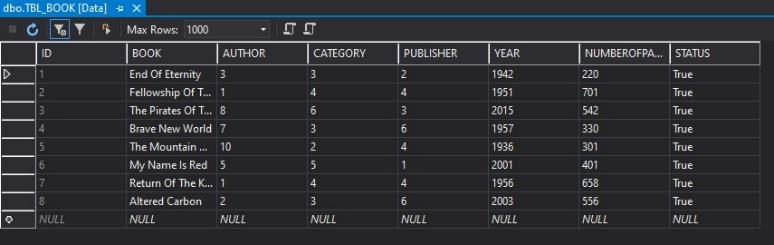 dbo.TBL_BOOK [Data]
Max Rows: 1000
ID BOOK AUTHOR CATEGORY PUBLISHER YEAR NUMBEROFPA... STATUS
1 End Of Eternity 3 3 2 1942 220 True
2 Fellowship Of T... 1 4 4 1951 701 True
3 The Pirates Of T... 8 6 3 2015 542 True
4 Brave New World 7 3 6 1957 330 True
5 The Mountain ... 10 2 4 1936 301 True
6 My Name Is Red 5 5 1 2001 401 True
7 Return Of The K... 1 4 4 1956 658 True
8 Altered Carbon 2 3 6 2003 556 True
NULL NULL NULL NULL NULL NULL NULL NULL